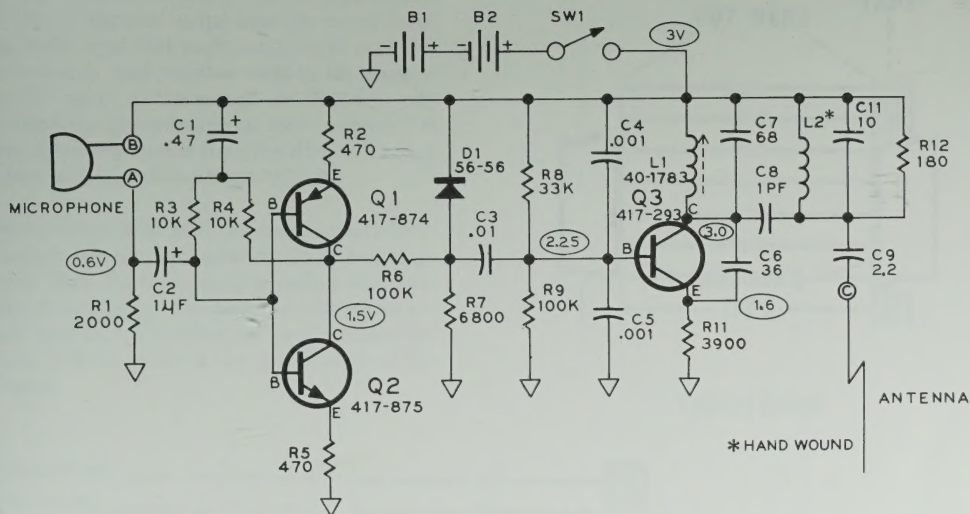 B1 B2 SW1
- + - +
3V
C1
+
.47
R2
470
D1
56-56
R8
33K
C4
.001
L1
40-1783
C7
68
L2*
C11
10
R12
180
C8
1PF
B
A
MICROPHONE
R3
10K
R4
10K
E
B
C
Q1
417-874
C3
.01
2.25
Q3
417-293
C
B
E
3.0
0.6V
C2
1µF
+
R1
2000
R6
100K
1.5V
R7
6800
R9
100K
C5
.001
C6
36
1.6
C9
2.2
C
R11
3900
C
B
E
Q2
417-875
R5
470
ANTENNA
*HAND WOUND